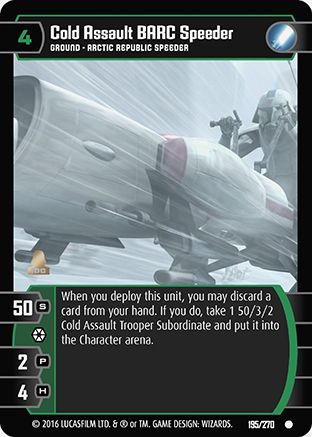 4
Cold Assault BARC Speeder
GROUND - ARCTIC REPUBLIC SPEEDER
50 S
2 P
4 H
When you deploy this unit, you may discard a
card from your hand. If you do, take 1 50/3/2
Cold Assault Trooper Subordinate and put it into
the Character arena.
© 2016 LUCASFILM LTD. & ® or TM. GAME DESIGN: WIZARDS.
195/270